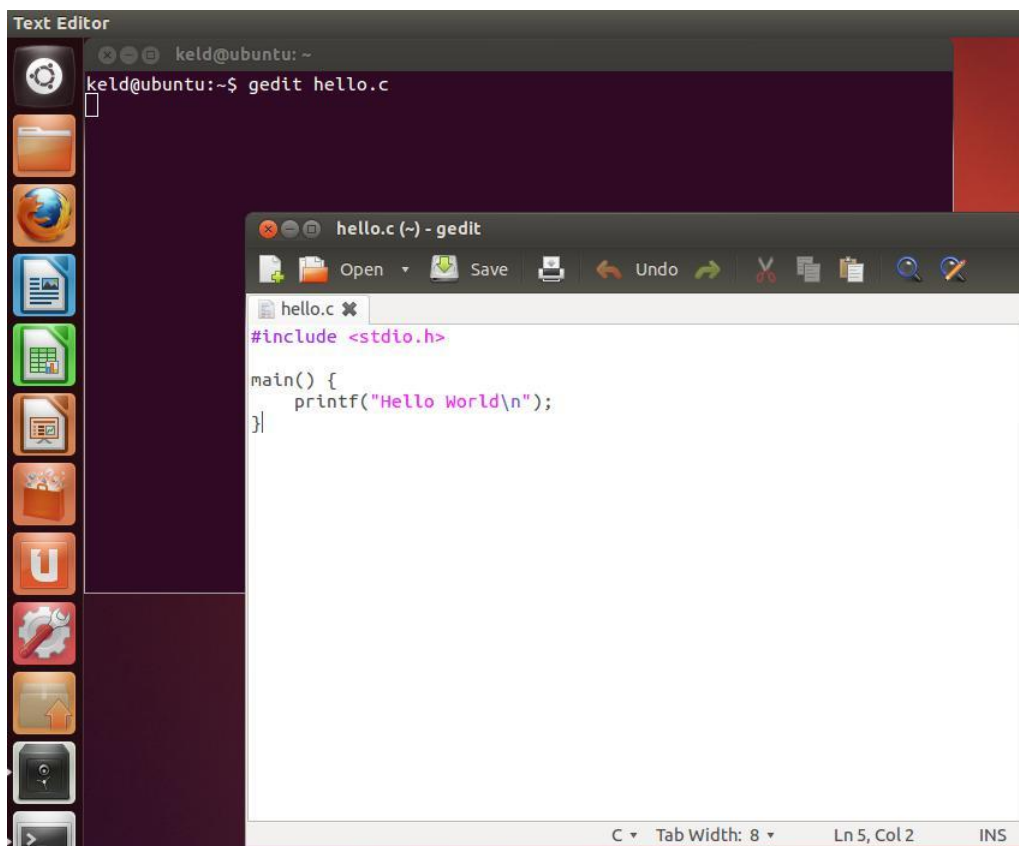 Text Editor
keld@ubuntu: ~
keld@ubuntu:~$ gedit hello.c
hello.c (~) - gedit
Open Save Undo
hello.c
#include <stdio.h>
main() {
    printf("Hello World\n");
}
C Tab Width: 8 Ln 5, Col 2 INS